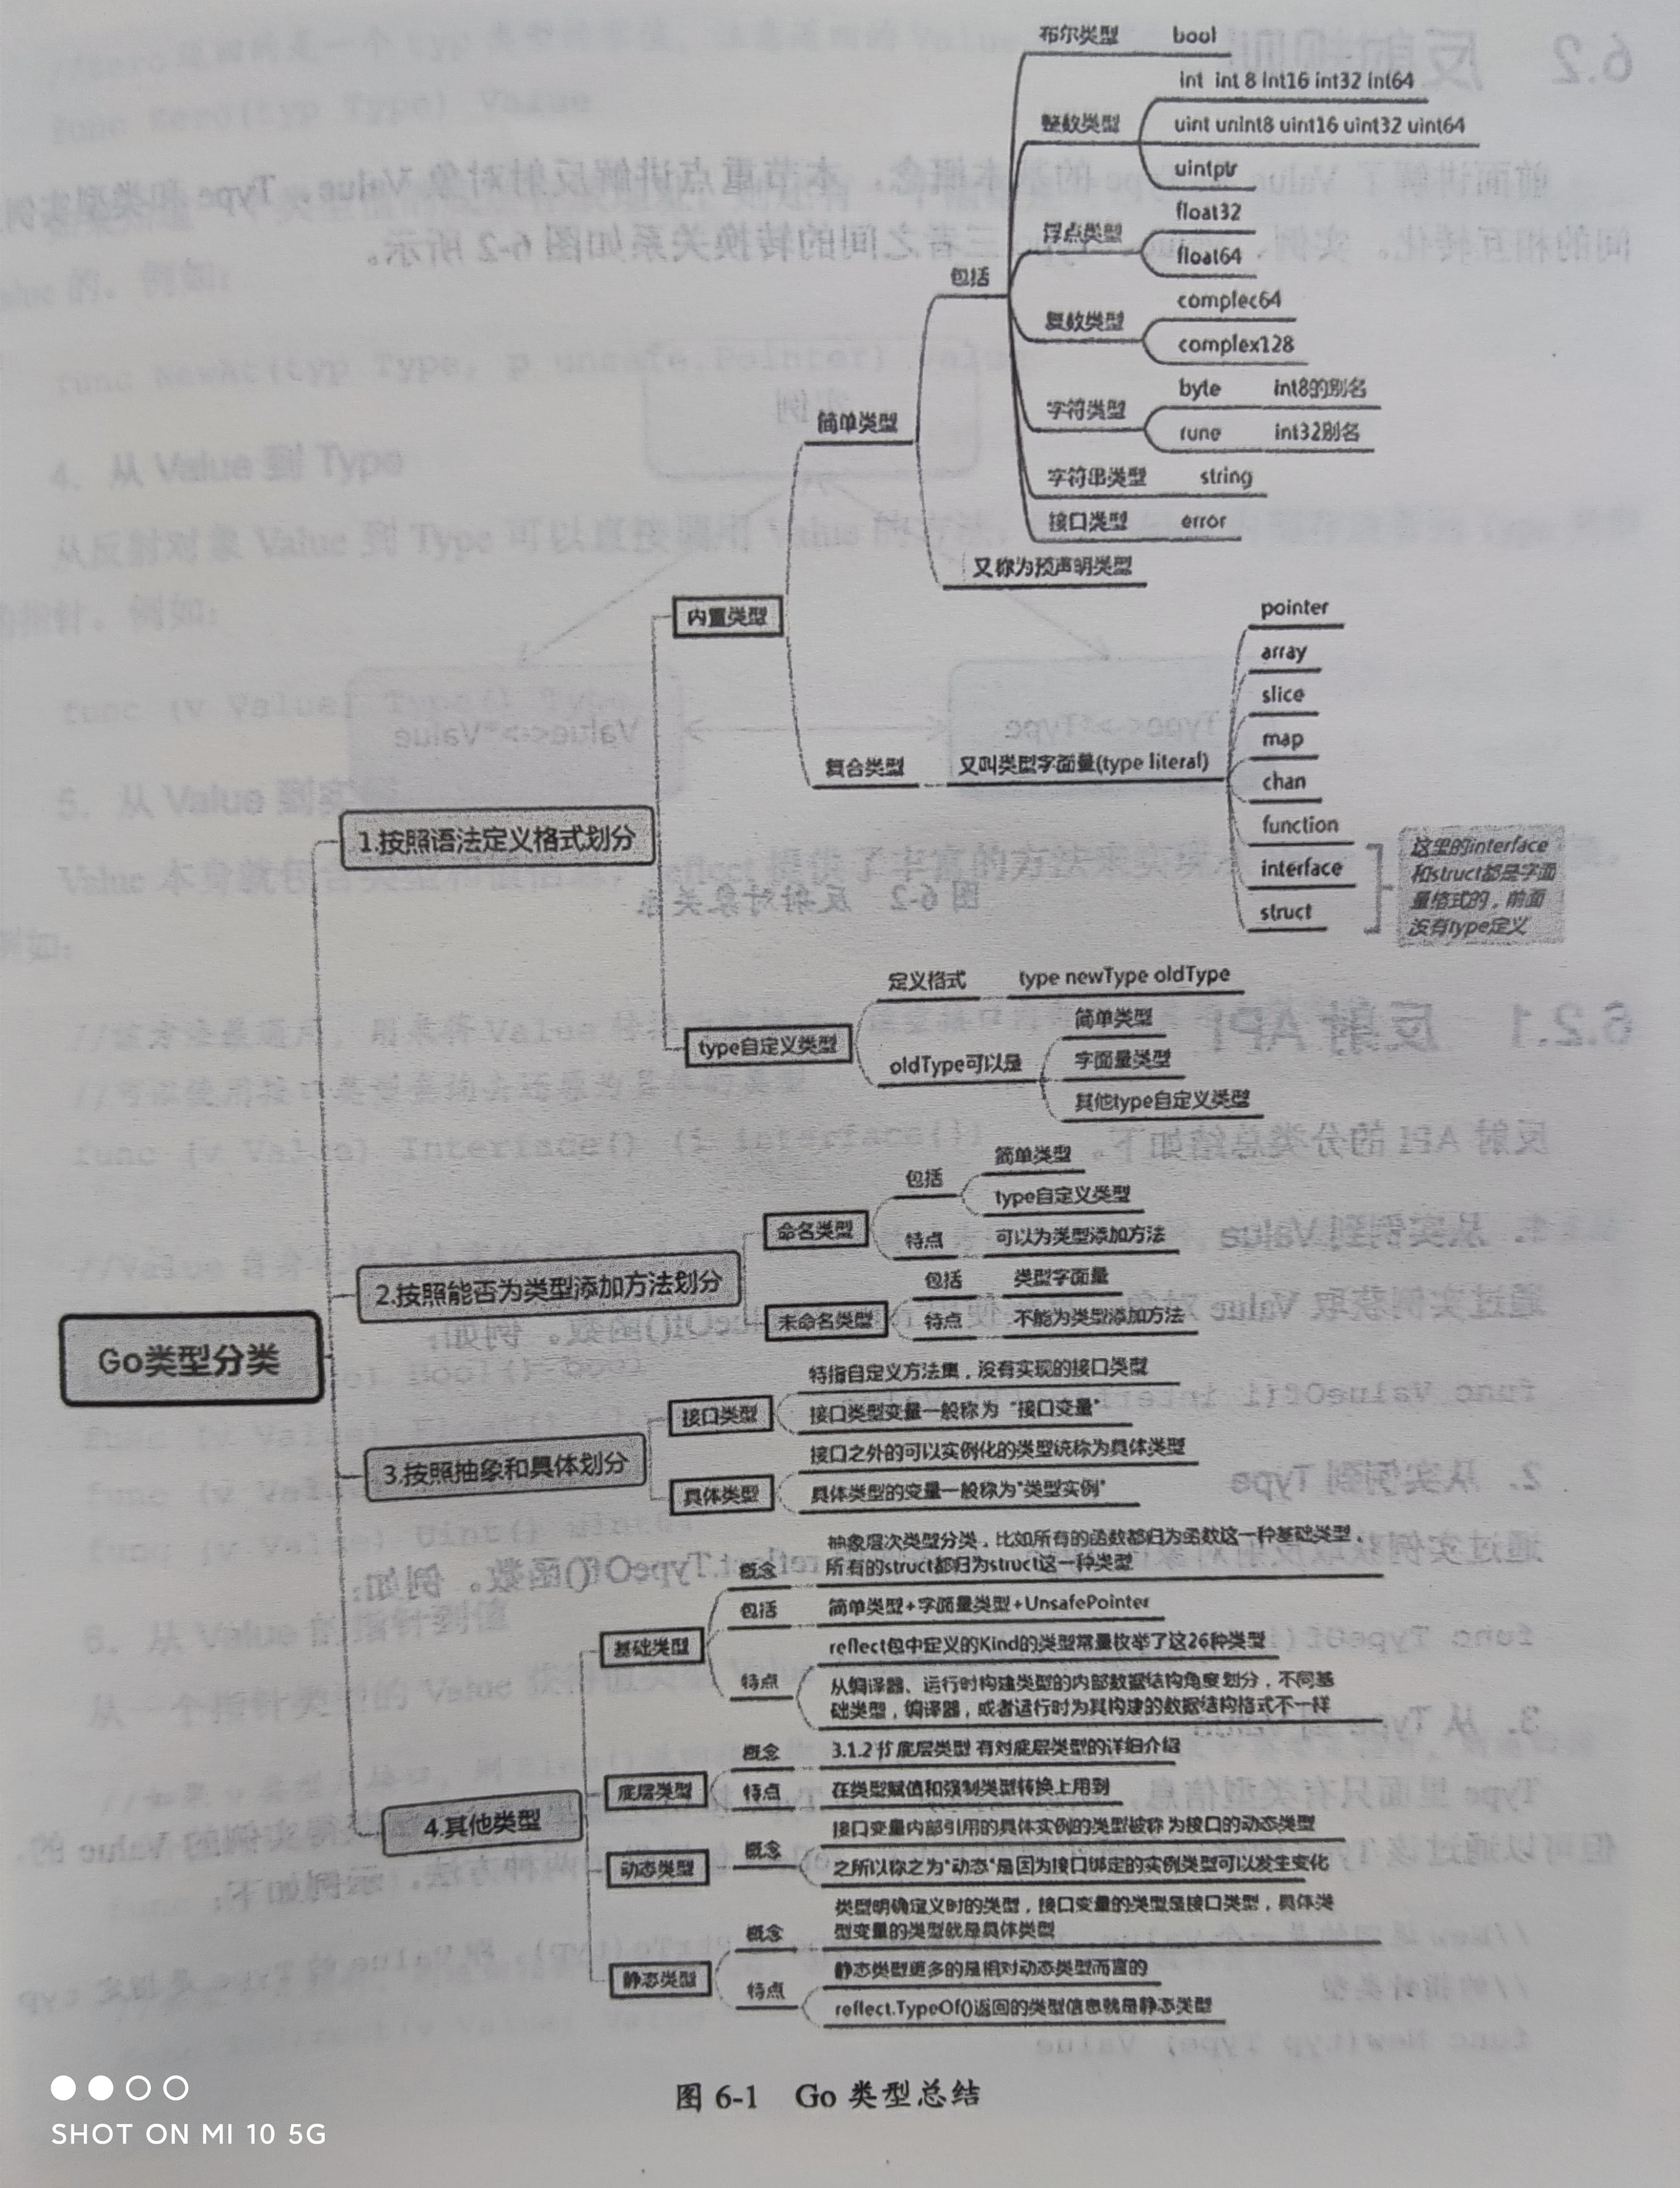 布尔类型 bool
整数类型
int int 8 int16 int32 int64
uint unint8 uint16 uint32 uint64
uintptr
浮点类型
float32
float64
包括
复数类型
complec64
complex128
字符类型
byte int8的别名
rune int32别名
字符串类型 string
接口类型 error
简单类型
又称为预声明类型
内置类型
复合类型
又叫类型字面量(type literal)
pointer
array
slice
map
chan
function
interface
struct
这里的interface
和struct都是字面
量格式的，前面
没有type定义
1.按照语法定义格式划分
type自定义类型
定义格式 type newType oldType
oldType可以是
简单类型
字面量类型
其他type自定义类型
2.按照能否为类型添加方法划分
命名类型
包括
简单类型
type自定义类型
特点 可以为类型添加方法
未命名类型
包括 类型字面量
特点 不能为类型添加方法
Go类型分类
3.按照抽象和具体划分
接口类型
特指自定义方法集，没有实现的接口类型
接口类型变量一般称为“接口变量”
具体类型
接口之外的可以实例化的类型统称为具体类型
具体类型的变量一般称为“类型实例”
4.其他类型
基础类型
概念
抽象层次类型分类，比如所有的函数都归为函数这一种基础类型，
所有的struct都归为struct这一种类型
包括 简单类型+字面量类型+UnsafePointer
特点
reflect包中定义的Kind的类型常量枚举了这26种类型
从编译器、运行时构建类型的内部数据结构角度划分，不同基
础类型，编译器，或者运行时为其构建的数据结构格式不一样
底层类型
概念 3.1.2节 底层类型 有对底层类型的详细介绍
特点 在类型赋值和强制类型转换上用到
动态类型
概念
接口变量内部引用的具体实例的类型被称为接口的动态类型
之所以称之为“动态”是因为接口绑定的实例类型可以发生变化
静态类型
概念
类型明确定义时的类型，接口变量的类型是接口类型，具体类
型变量的类型就是具体类型
特点
静态类型更多的是相对动态类型而言的
reflect.TypeOf()返回的类型信息就是静态类型
图 6-1 Go 类型总结
SHOT ON MI 10 5G